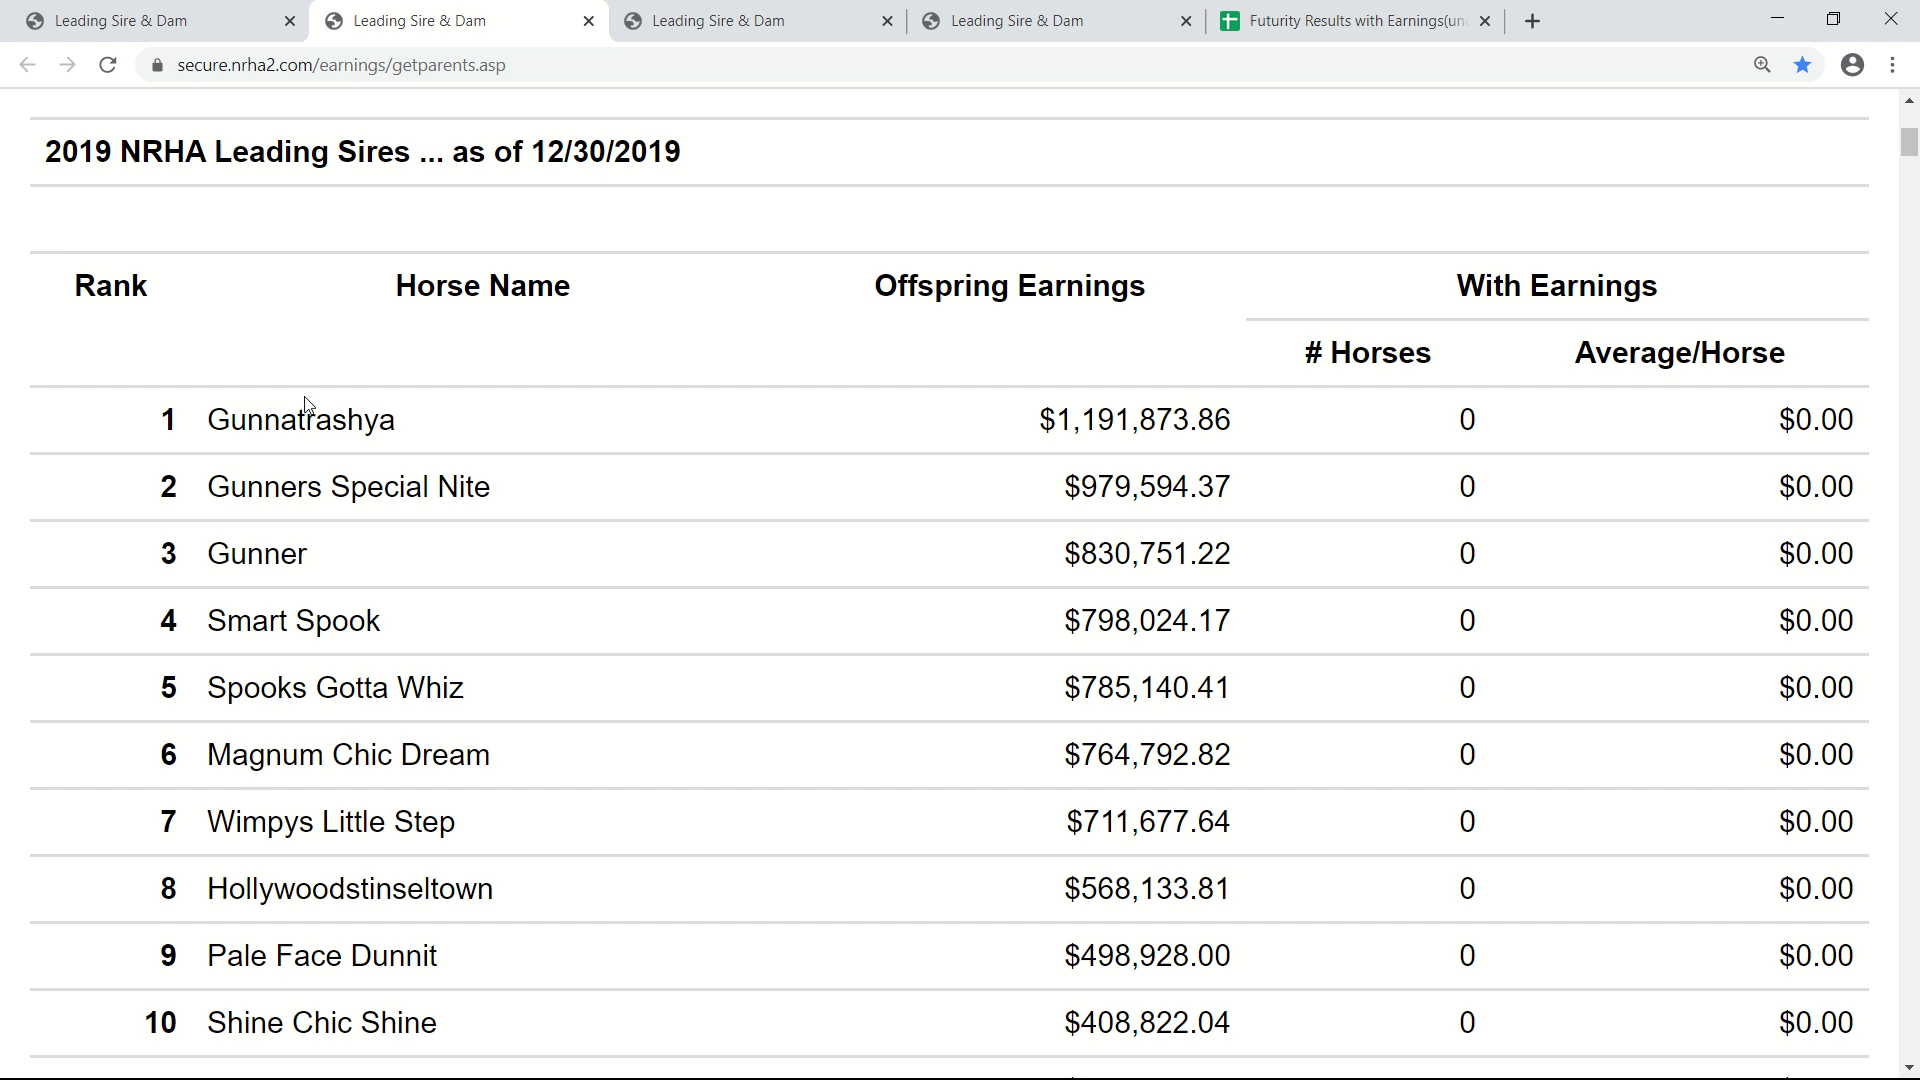 Leading Sire & Dam
Leading Sire & Dam
Leading Sire & Dam
Leading Sire & Dam
Futurity Results with Earnings(un
secure.nrha2.com/earnings/getparents.asp
2019 NRHA Leading Sires ... as of 12/30/2019
Rank Horse Name Offspring Earnings With Earnings
# Horses Average/Horse
1 Gunnatrashya $1,191,873.86 0 $0.00
2 Gunners Special Nite $979,594.37 0 $0.00
3 Gunner $830,751.22 0 $0.00
4 Smart Spook $798,024.17 0 $0.00
5 Spooks Gotta Whiz $785,140.41 0 $0.00
6 Magnum Chic Dream $764,792.82 0 $0.00
7 Wimpys Little Step $711,677.64 0 $0.00
8 Hollywoodstinseltown $568,133.81 0 $0.00
9 Pale Face Dunnit $498,928.00 0 $0.00
10 Shine Chic Shine $408,822.04 0 $0.00